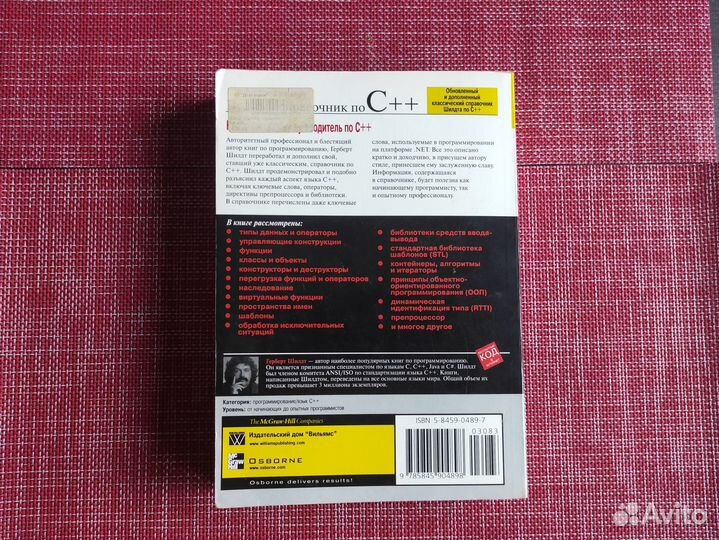 очник по C++
Обновленный
и дополненный
классический справочник
Шилдта по C++
водитель по C++
Авторитетный профессионал и блестящий
автор книг по программированию, Герберт
Шилдт переработал и дополнил свой,
ставший уже классическим, справочник по
C++. Шилдт продемонстрировал и подобно
разъяснил каждый аспект языка C++,
включая ключевые слова, операторы,
директивы препроцессора и библиотеки.
В справочнике перечислены даже ключевые
слова, используемые в программировании
на платформе .NET. Все это описано
кратко и доходчиво, в присущем автору
стиле, принесшем ему заслуженную славу.
Информация, содержащаяся
в справочнике, будет полезна как
начинающему программисту, так
и опытному профессионалу.
В книге рассмотрены:
• типы данных и операторы
• управляющие конструкции
• функции
• классы и объекты
• конструкторы и деструкторы
• перегрузка функций и операторов
• наследование
• виртуальные функции
• пространства имен
• шаблоны
• обработка исключительных
ситуаций
• библиотеки средств ввода-
вывода
• стандартная библиотека
шаблонов (STL)
• контейнеры, алгоритмы
и итераторы
• принципы объектно-
ориентированного
программирования (ООП)
• динамическая
идентификация типа (RTTI)
• препроцессор
• и многое другое
КОД
Герберт Шилдт — автор наиболее популярных книг по программированию.
Он является признанным специалистом по языкам C, C++, Java и C#. Шилдт
был членом комитета ANSI/ISO по стандартизации языка C++. Книги,
написанные Шилдтом, переведены на все основные языки мира. Общий объем их
продаж превышает 3 миллиона экземпляров.
Категория: программирование/язык C++
Уровень: от начинающих до опытных программистов
The McGraw-Hill Companies
Издательский дом "Вильямс"
www.williamspublishing.com
OSBORNE
www.osborne.com
Osborne delivers results!
ISBN 5-8459-0489-7
03083
9 785845 904898
Avito